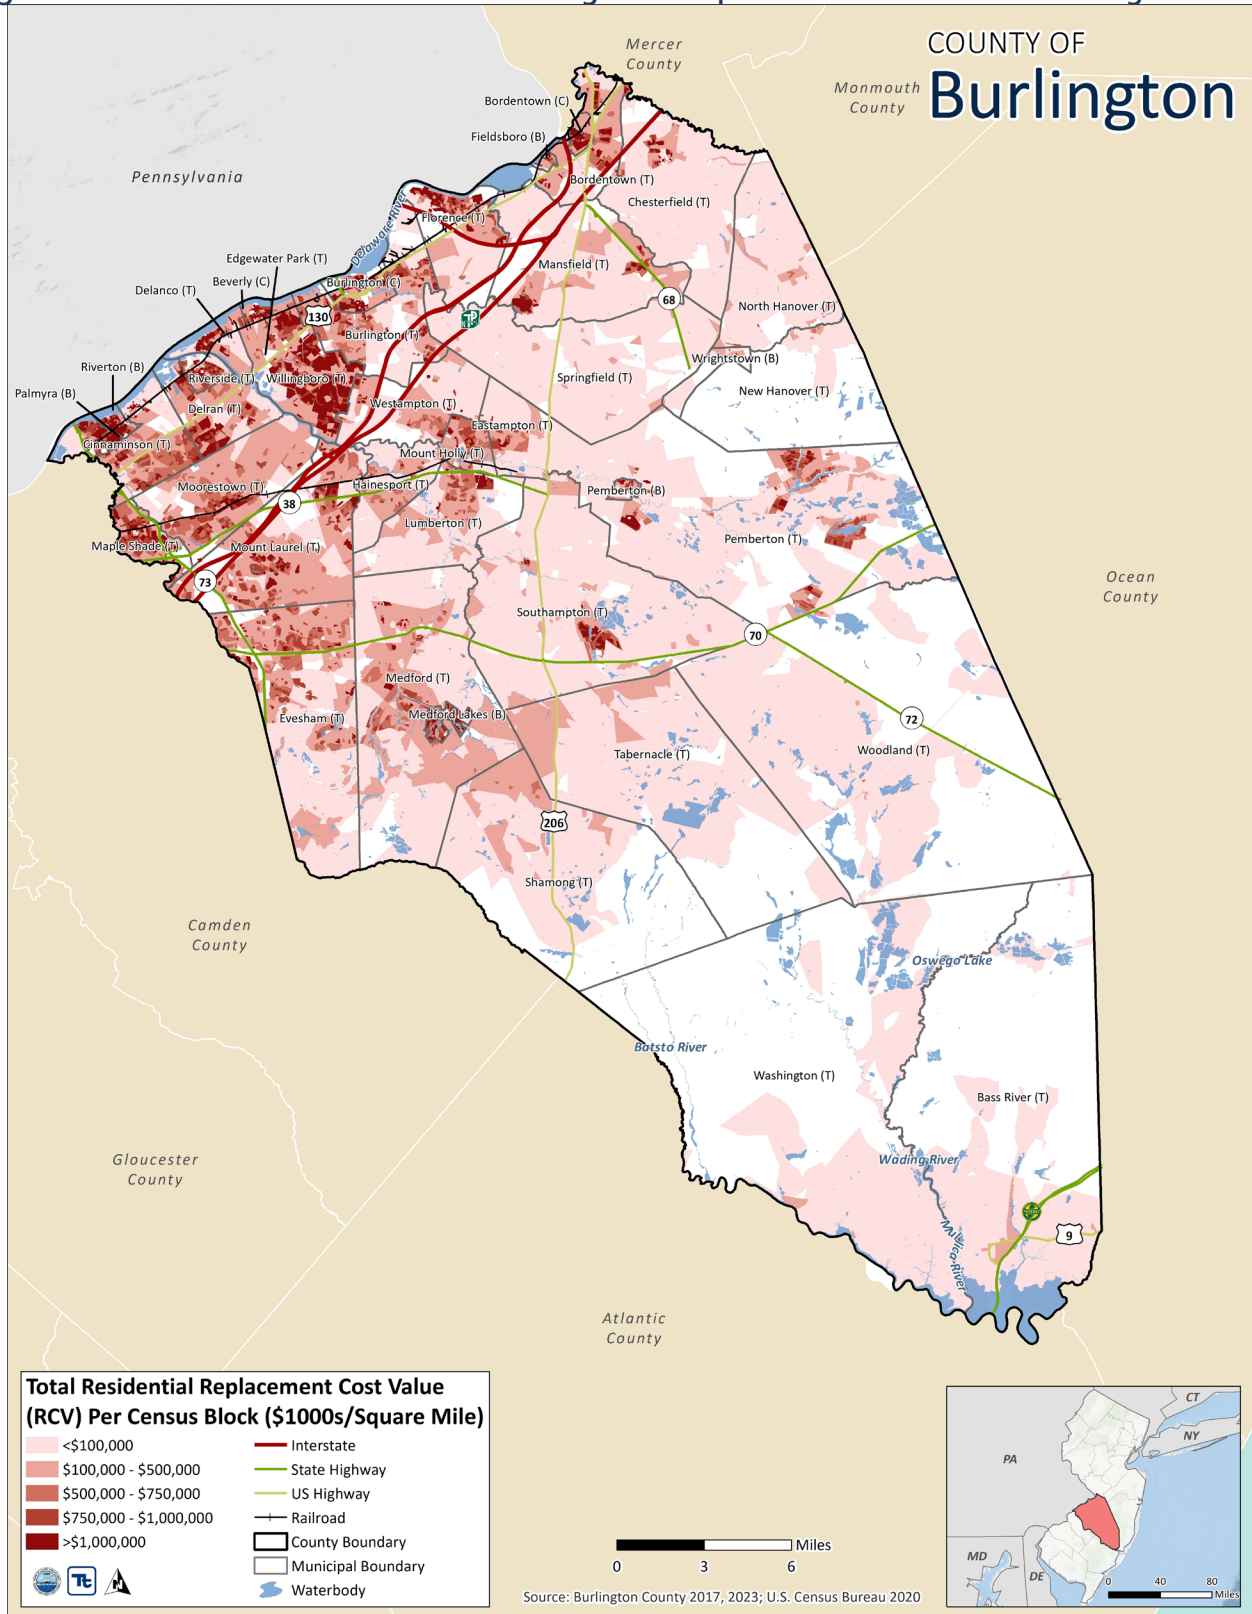 COUNTY OF
Burlington
Mercer
County
Monmouth
County
Pennsylvania
Bordentown (C)
Fieldsboro (B)
Bordentown (T)
Chesterfield (T)
Delaware River
Florence (T)
Edgewater Park (T)
Mansfield (T)
Beverly (C)
Burlington (C)
Delanco (T)
68
North Hanover (T)
130
Burlington (T)
Wrightstown (B)
Riverton (B)
Riverside (T)
Willingboro (T)
Springfield (T)
New Hanover (T)
Palmyra (B)
Delran (T)
Westampton (T)
Eastampton (T)
Cinnaminson (T)
Mount Holly (T)
Moorestown (T)
Hainesport (T)
Pemberton (B)
38
Lumberton (T)
Maple Shade (T)
Mount Laurel (T)
Pemberton (T)
73
Ocean
County
Southampton (T)
70
Medford (T)
Evesham (T)
Medford Lakes (B)
72
Tabernacle (T)
Woodland (T)
206
Shamong (T)
Camden
County
Oswego Lake
Batsto River
Washington (T)
Bass River (T)
Gloucester
County
Wading River
Mullica River
9
Atlantic
County
Total Residential Replacement Cost Value
(RCV) Per Census Block ($1000s/Square Mile)
<$100,000
$100,000 - $500,000
$500,000 - $750,000
$750,000 - $1,000,000
>$1,000,000
Interstate
State Highway
US Highway
Railroad
County Boundary
Municipal Boundary
Waterbody
Tt
N
Miles
0 3 6
Source: Burlington County 2017, 2023; U.S. Census Bureau 2020
CT
NY
PA
MD
DE
0 40 80
Miles